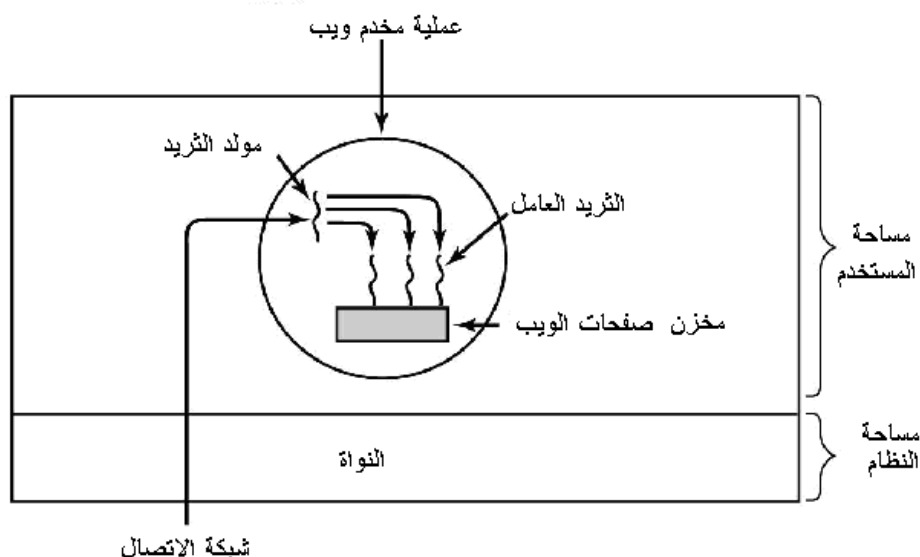 عملية مخدم ويب
مولد الثريد
الثريد العامل
مساحة
المستخدم
مخزن صفحات الويب
مساحة
النظام
النواة
شبكة الاتصال